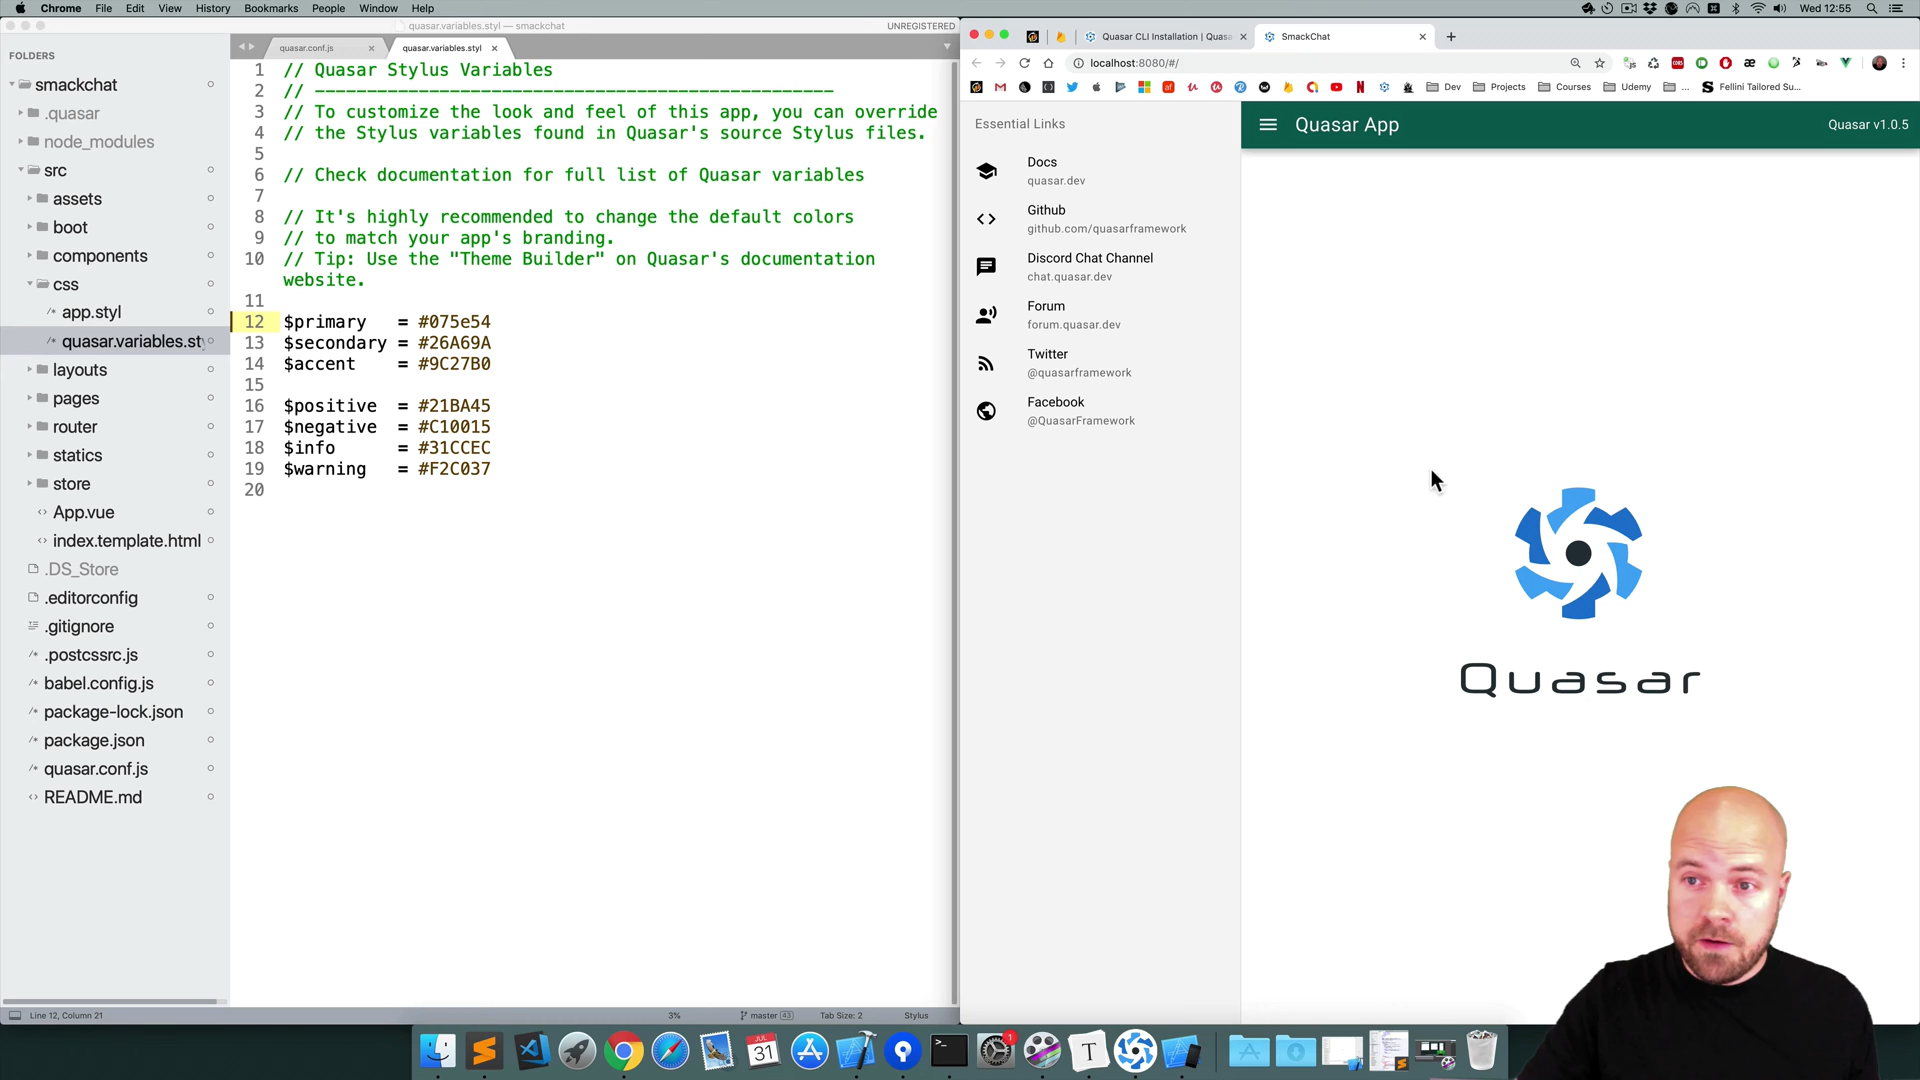 Chrome File Edit View History Bookmarks People Window Help
Wed 12:55
quasar.variables.styl — smackchat
UNREGISTERED
FOLDERS
smackchat
.quasar
node_modules
src
assets
boot
components
css
app.styl
quasar.variables.st
layouts
pages
router
statics
store
App.vue
index.template.html
.DS_Store
.editorconfig
.gitignore
.postcssrc.js
babel.config.js
package-lock.json
package.json
quasar.conf.js
README.md
quasar.conf.js
quasar.variables.styl
1 // Quasar Stylus Variables
2 // --------------------------------------------------
3 // To customize the look and feel of this app, you can override
4 // the Stylus variables found in Quasar's source Stylus files.
5
6 // Check documentation for full list of Quasar variables
7
8 // It's highly recommended to change the default colors
9 // to match your app's branding.
10 // Tip: Use the "Theme Builder" on Quasar's documentation
website.
11
12 $primary = #075e54
13 $secondary = #26A69A
14 $accent = #9C27B0
15
16 $positive = #21BA45
17 $negative = #C10015
18 $info = #31CCEC
19 $warning = #F2C037
20
Line 12, Column 21
3%
master 43
Tab Size: 2
Stylus
Quasar CLI Installation | Quasa
SmackChat
localhost:8080/#/
Dev
Projects
Courses
Udemy
...
Fellini Tailored Su...
Essential Links
Docs
quasar.dev
Github
github.com/quasarframework
Discord Chat Channel
chat.quasar.dev
Forum
forum.quasar.dev
Twitter
@quasarframework
Facebook
@QuasarFramework
Quasar App
Quasar v1.0.5
Quasar
JUL
31
1